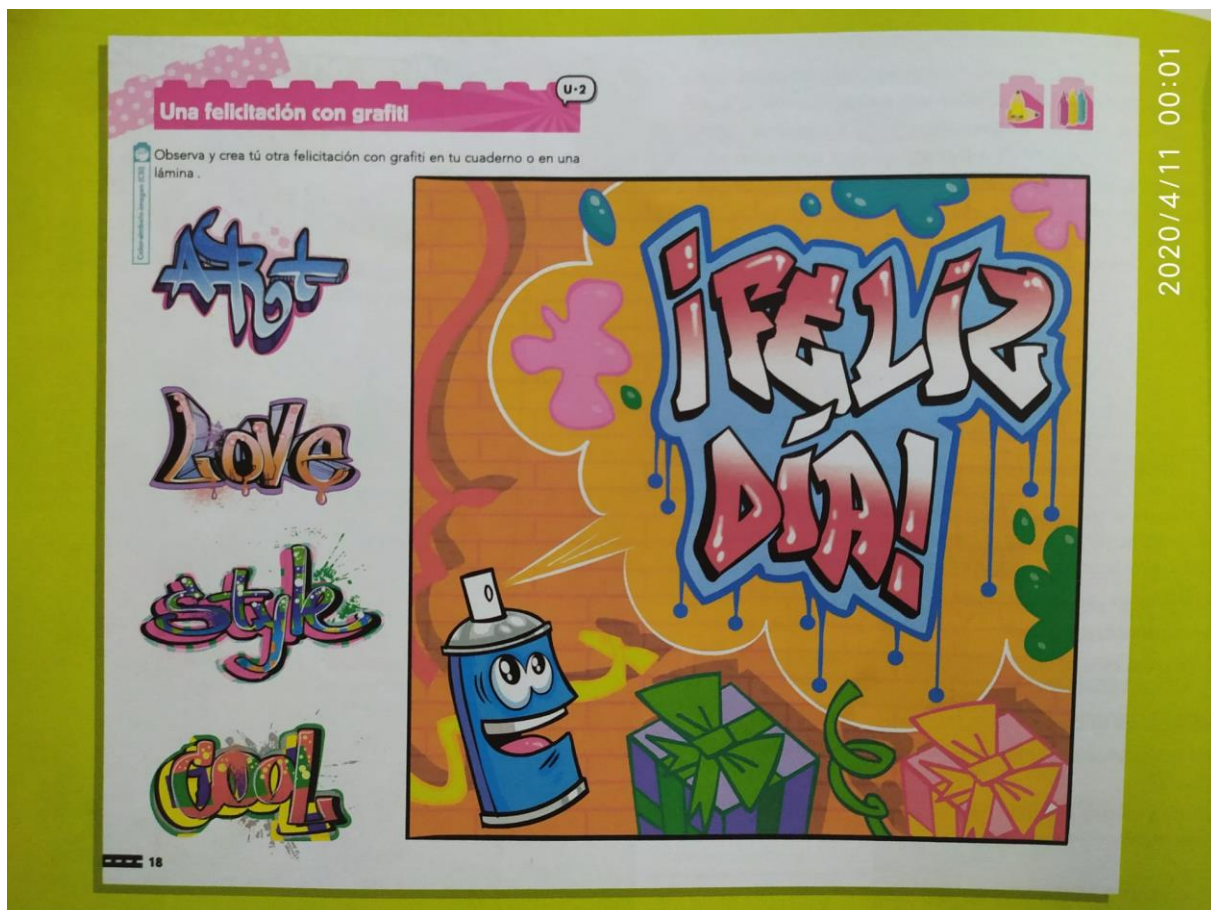 U·2
Una felicitación con grafiti
Observa y crea tú otra felicitación con grafiti en tu cuaderno o en una
lámina .
ARt
Love
Style
Cool
¡FELIZ
DÍA!
18
2020/4/11 00:01